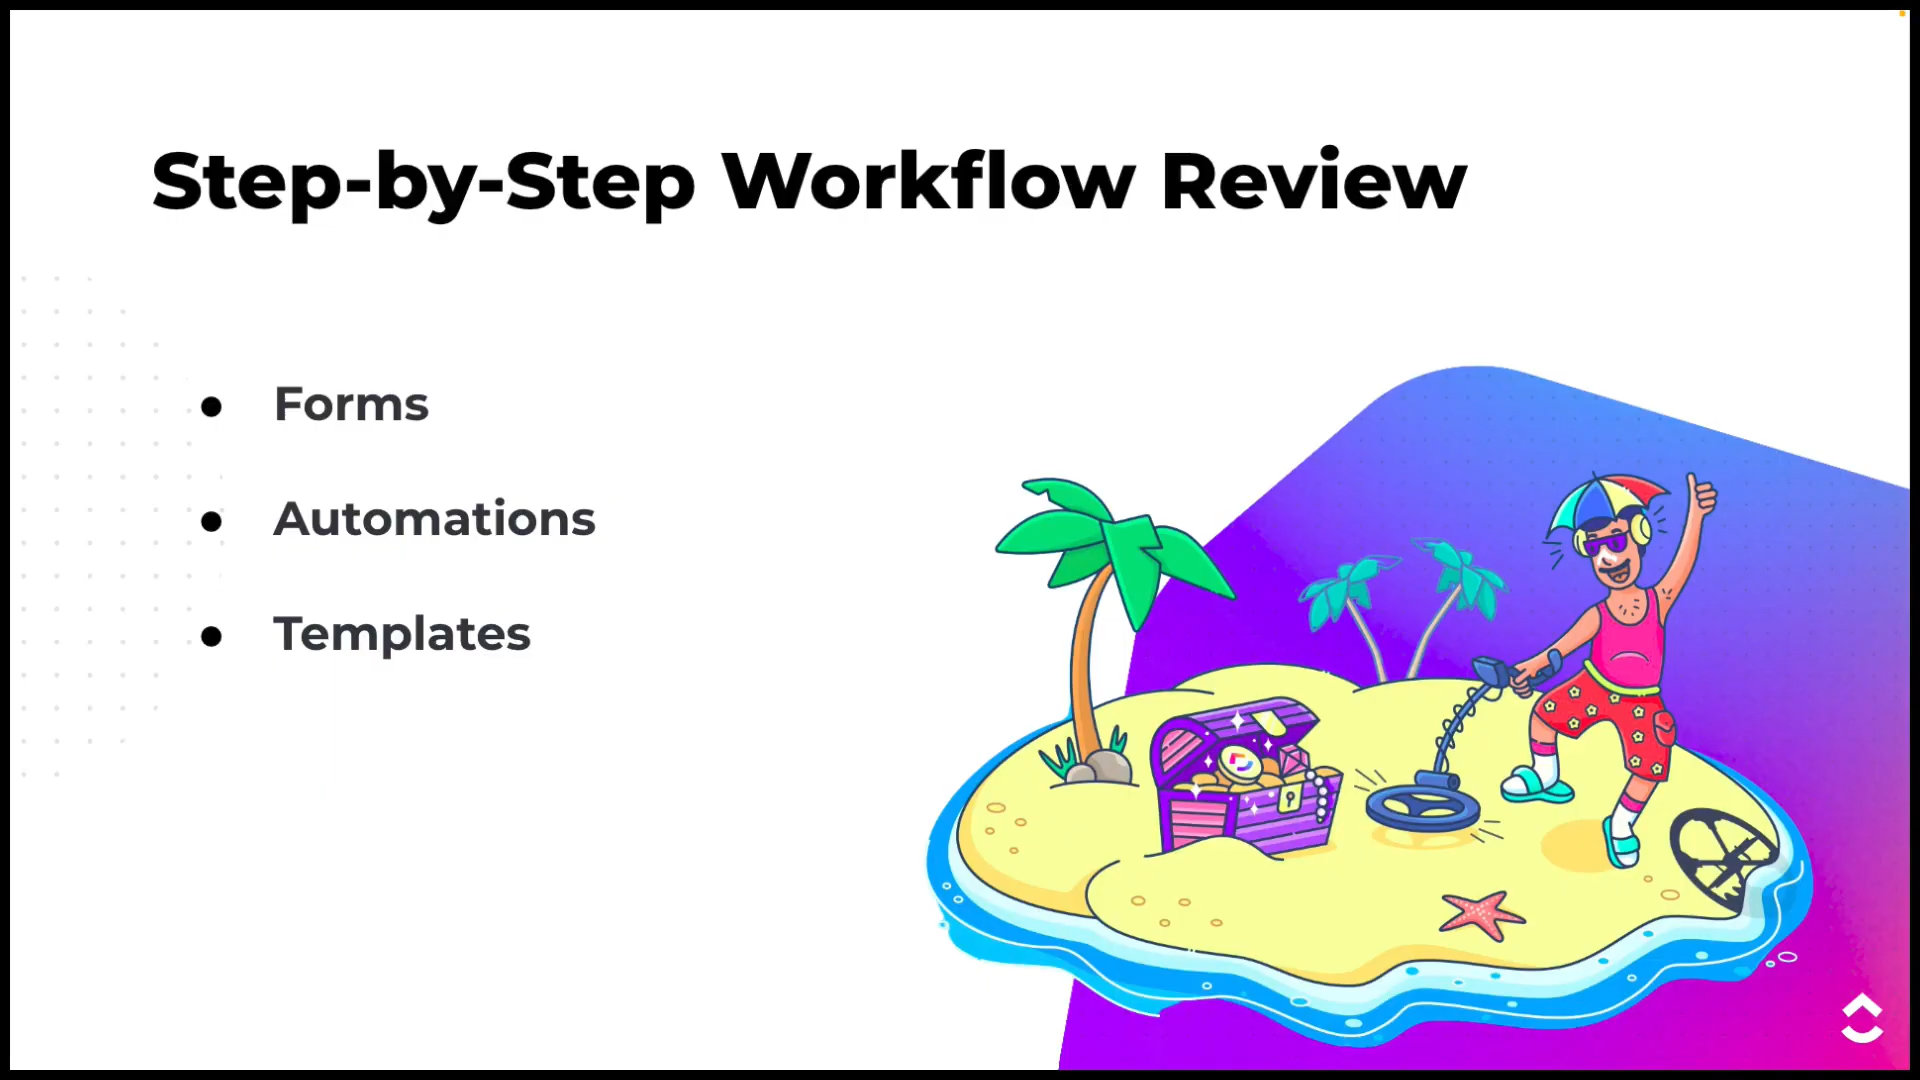 Step-by-Step Workflow Review
● Forms
● Automations
● Templates